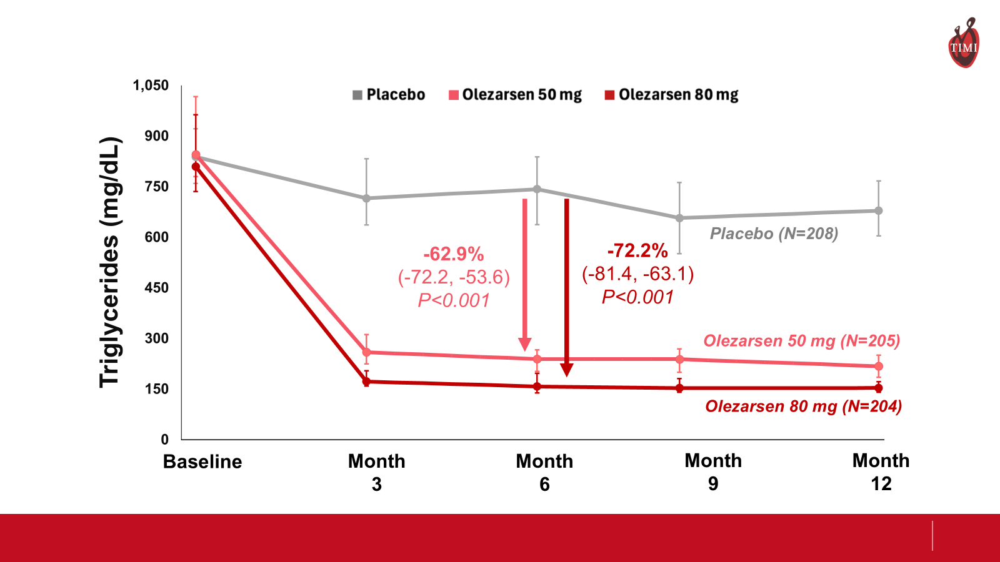 TIMI
1,050
900
750
600
450
300
150
0
Triglycerides (mg/dL)
Placebo
Olezarsen 50 mg
Olezarsen 80 mg
Placebo (N=208)
-62.9%
(-72.2, -53.6)
P<0.001
-72.2%
(-81.4, -63.1)
P<0.001
Olezarsen 50 mg (N=205)
Olezarsen 80 mg (N=204)
Baseline
Month
3
Month
6
Month
9
Month
12